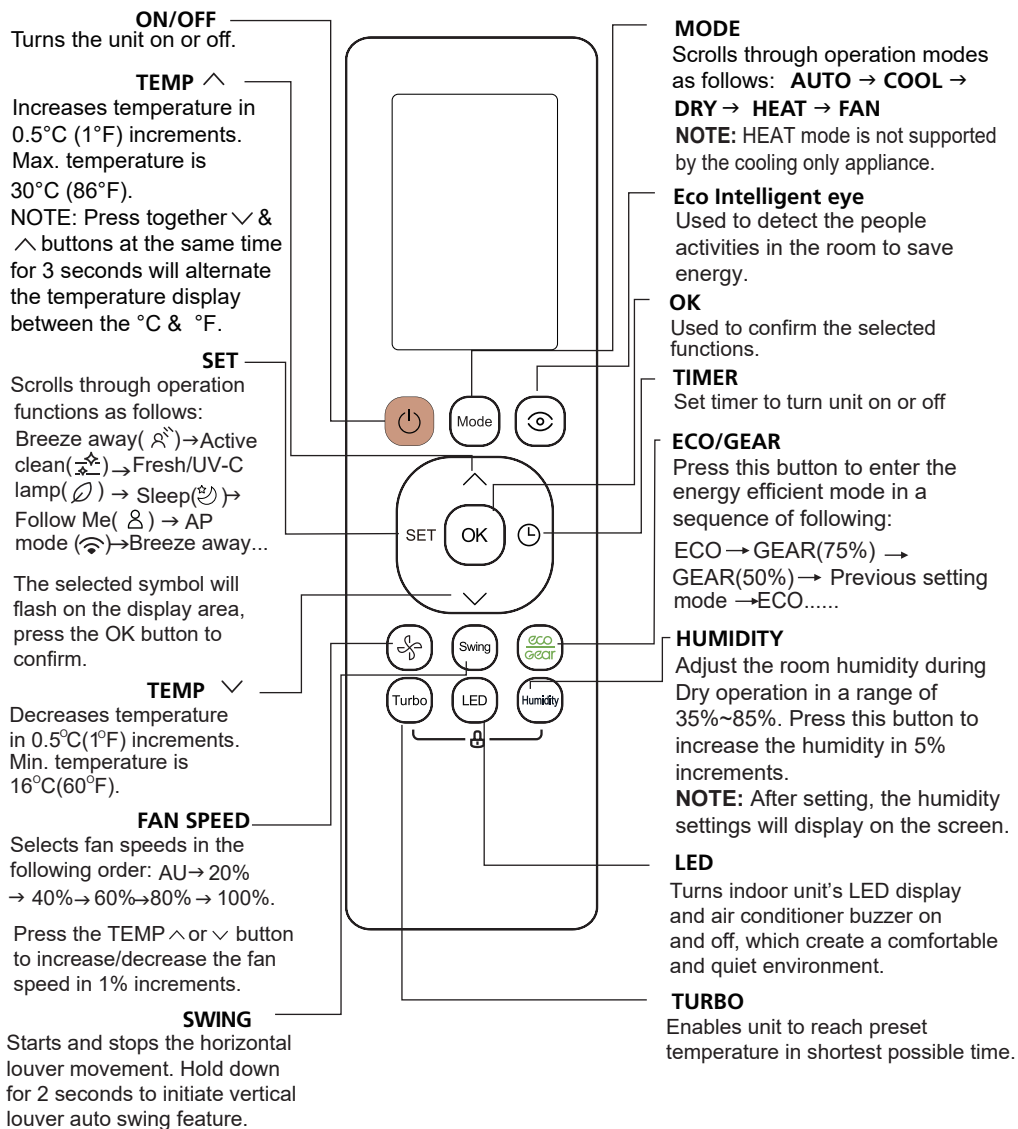 ON/OFF
Turns the unit on or off.
TEMP ︿
Increases temperature in
0.5°C (1°F) increments.
Max. temperature is
30°C (86°F).
NOTE: Press together ﹀ &
︿ buttons at the same time
for 3 seconds will alternate
the temperature display
between the °C & °F.
SET
Scrolls through operation
functions as follows:
Breeze away( )→Active
clean( )→Fresh/UV-C
lamp( ) → Sleep( )→
Follow Me( ) → AP
mode ( )→Breeze away...
The selected symbol will
flash on the display area,
press the OK button to
confirm.
TEMP ﹀
Decreases temperature
in 0.5°C(1°F) increments.
Min. temperature is
16°C(60°F).
FAN SPEED
Selects fan speeds in the
following order: AU→ 20%
→ 40%→ 60%→80% → 100%.
Press the TEMP ︿ or ﹀ button
to increase/decrease the fan
speed in 1% increments.
SWING
Starts and stops the horizontal
louver movement. Hold down
for 2 seconds to initiate vertical
louver auto swing feature.
Mode
SET
OK
Swing
eco
Gear
Turbo
LED
Humidity
MODE
Scrolls through operation modes
as follows: AUTO → COOL →
DRY → HEAT → FAN
NOTE: HEAT mode is not supported
by the cooling only appliance.
Eco Intelligent eye
Used to detect the people
activities in the room to save
energy.
OK
Used to confirm the selected
functions.
TIMER
Set timer to turn unit on or off
ECO/GEAR
Press this button to enter the
energy efficient mode in a
sequence of following:
ECO → GEAR(75%) →
GEAR(50%)→ Previous setting
mode →ECO......
HUMIDITY
Adjust the room humidity during
Dry operation in a range of
35%~85%. Press this button to
increase the humidity in 5%
increments.
NOTE: After setting, the humidity
settings will display on the screen.
LED
Turns indoor unit's LED display
and air conditioner buzzer on
and off, which create a comfortable
and quiet environment.
TURBO
Enables unit to reach preset
temperature in shortest possible time.